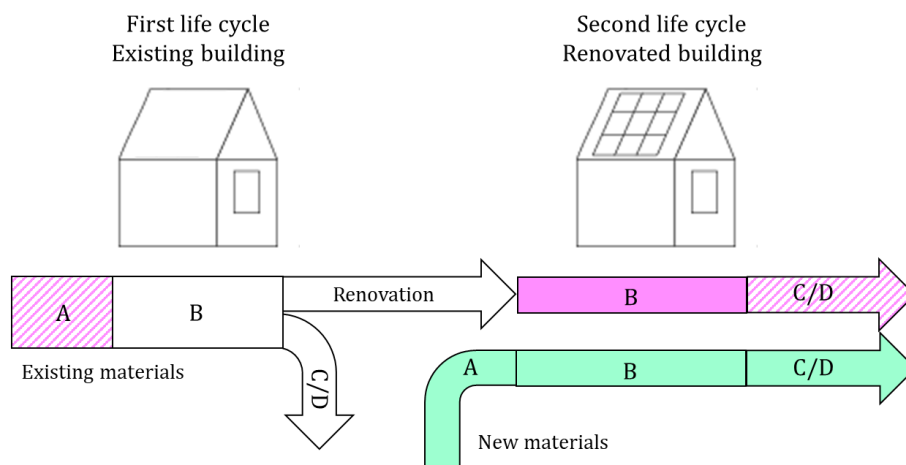 First life cycle
Existing building
Second life cycle
Renovated building
A
B
Renovation
B
C/D
Existing materials
C/D
A
B
C/D
New materials